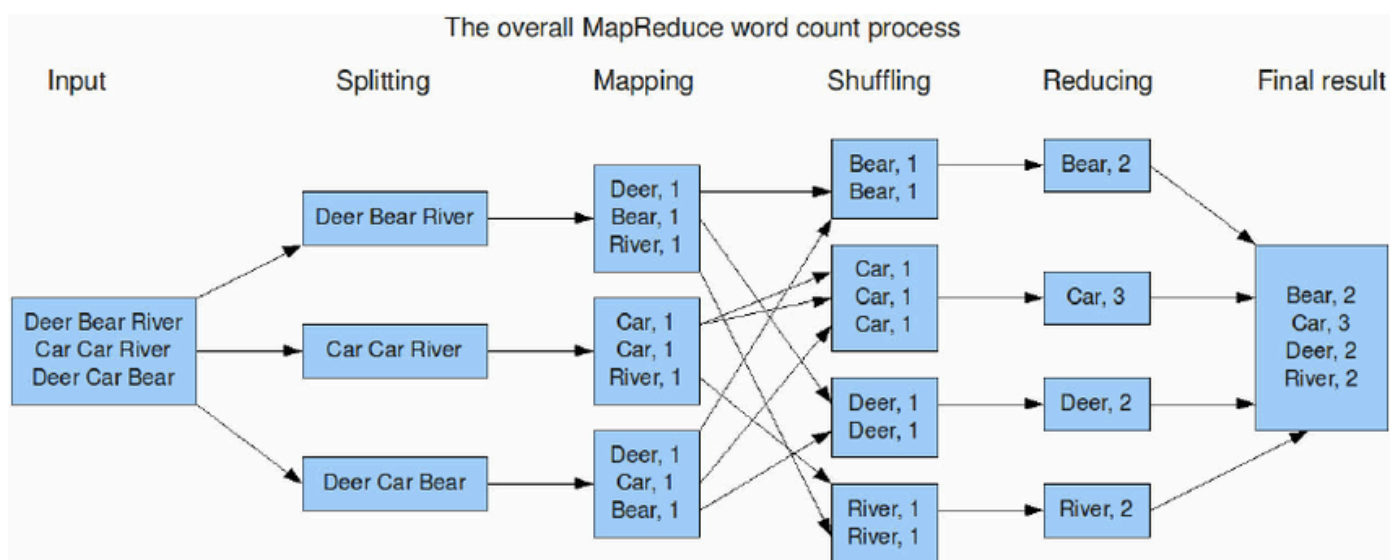 The overall MapReduce word count process
Input
Splitting
Mapping
Shuffling
Reducing
Final result
Deer Bear River
Car Car River
Deer Car Bear
Deer Bear River
Car Car River
Deer Car Bear
Deer, 1
Bear, 1
River, 1
Car, 1
Car, 1
River, 1
Deer, 1
Car, 1
Bear, 1
Bear, 1
Bear, 1
Car, 1
Car, 1
Car, 1
Deer, 1
Deer, 1
River, 1
River, 1
Bear, 2
Car, 3
Deer, 2
River, 2
Bear, 2
Car, 3
Deer, 2
River, 2